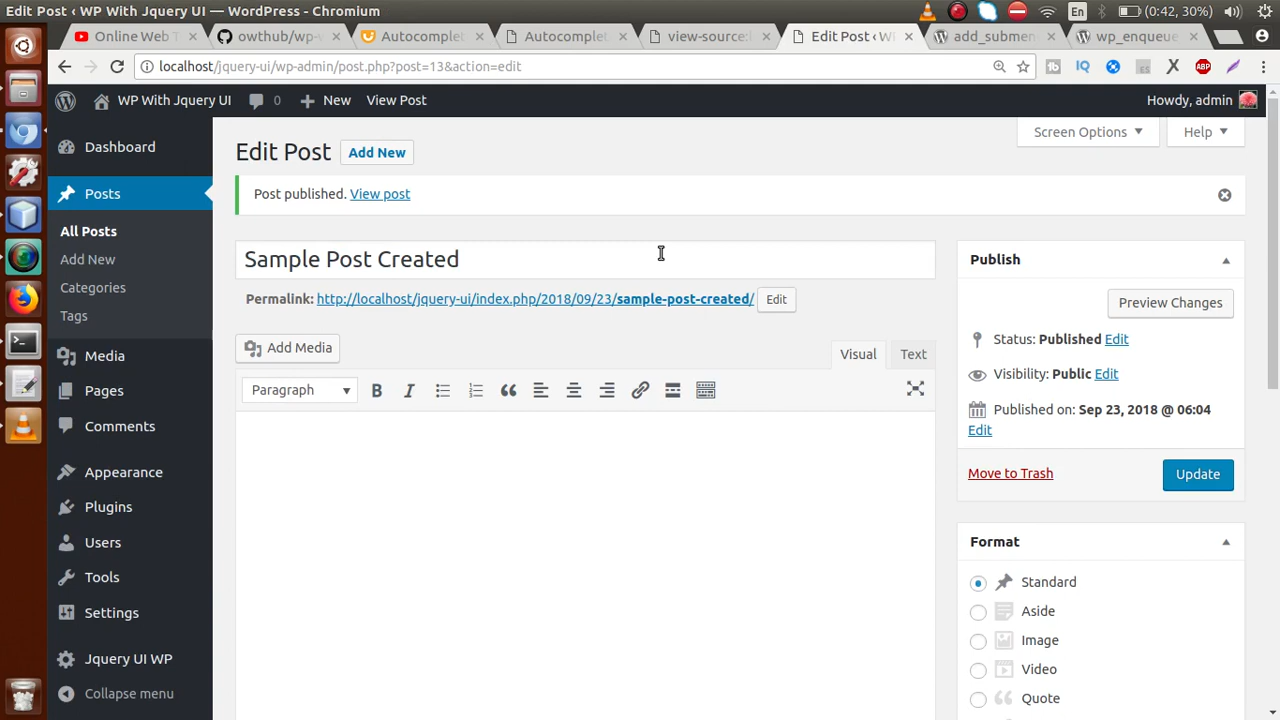 Edit Post ‹ WP With Jquery UI — WordPress - Chromium
En (0:42, 30%)
Online Web T
owthub/wp-
Autocomple
Autocomplet
view-source:
Edit Post ‹ W
add_subme
wp_enqueue
localhost/jquery-ui/wp-admin/post.php?post=13&action=edit
ABP
WP With Jquery UI 0 New View Post Howdy, admin
Dashboard
Posts
All Posts
Add New
Categories
Tags
Media
Pages
Comments
Appearance
Plugins
Users
Tools
Settings
Jquery UI WP
Collapse menu
Screen Options
Help
Edit Post Add New
Post published. View post
Sample Post Created
Permalink: http://localhost/jquery-ui/index.php/2018/09/23/sample-post-created/ Edit
Add Media
Visual Text
Paragraph
Publish
Preview Changes
Status: Published Edit
Visibility: Public Edit
Published on: Sep 23, 2018 @ 06:04
Edit
Move to Trash Update
Format
Standard
Aside
Image
Video
Quote